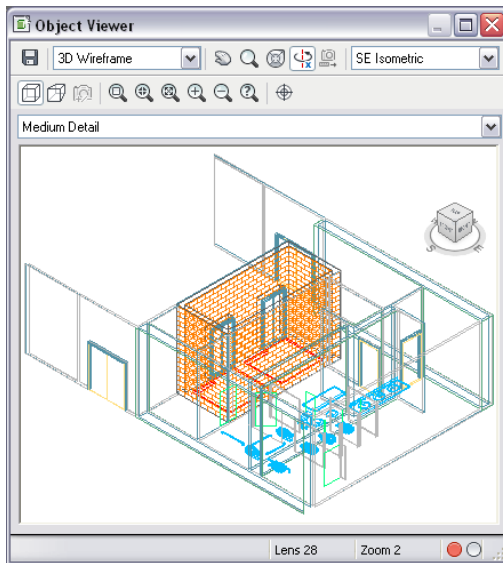 Object Viewer
3D Wireframe
SE Isometric
Medium Detail
S
E
Lens 28
Zoom 2